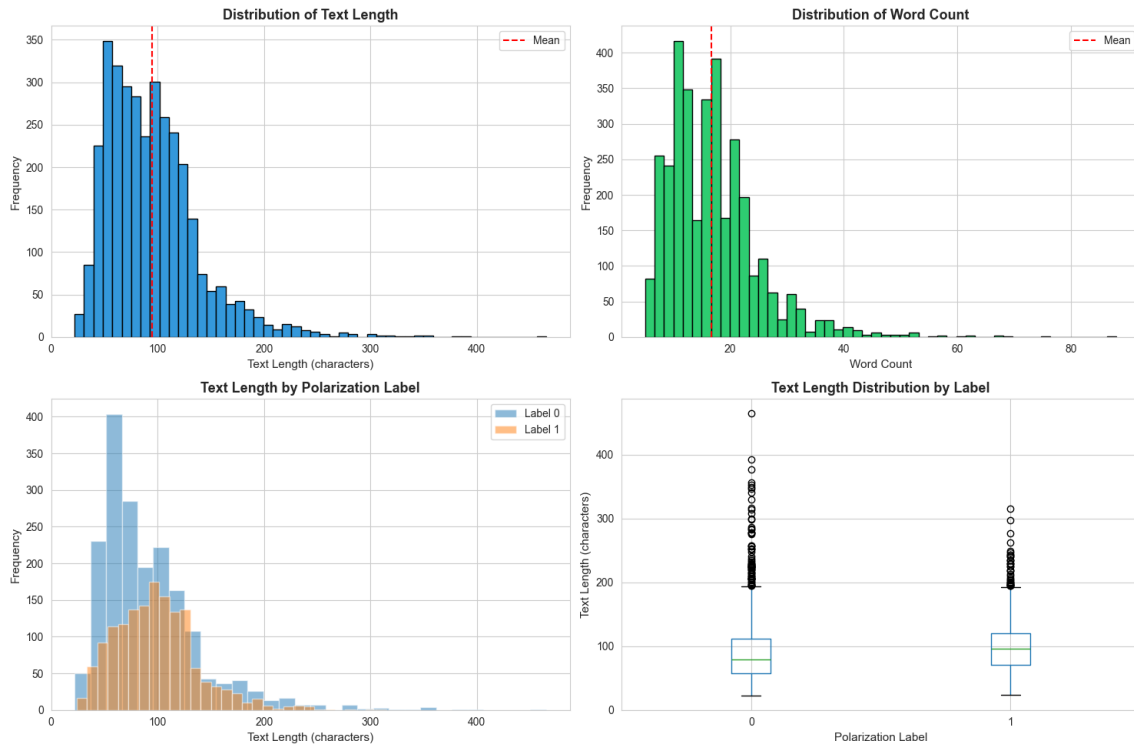 Distribution of Text Length
Mean
Frequency
350
300
250
200
150
100
50
0
0 100 200 300 400
Text Length (characters)
Distribution of Word Count
Mean
Frequency
400
350
300
250
200
150
100
50
0
20 40 60 80
Word Count
Text Length by Polarization Label
Label 0
Label 1
Frequency
400
350
300
250
200
150
100
50
0
0 100 200 300 400
Text Length (characters)
Text Length Distribution by Label
Text Length (characters)
400
300
200
100
0
0 1
Polarization Label